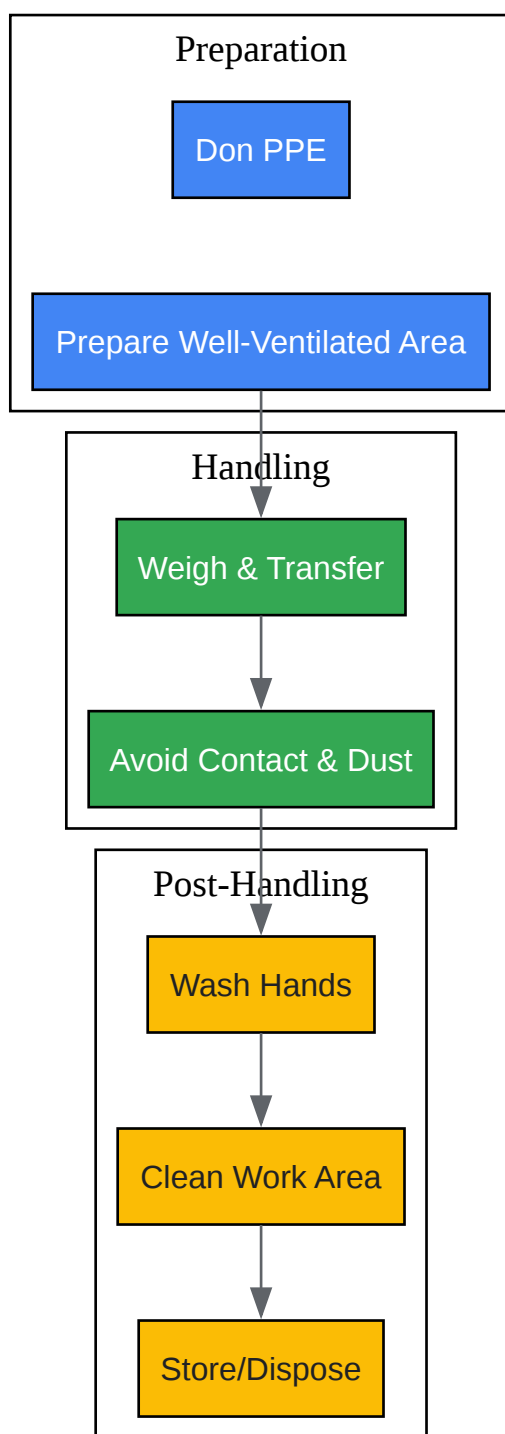 Preparation
Don PPE
Prepare Well-Ventilated Area
Handling
Weigh & Transfer
Avoid Contact & Dust
Post-Handling
Wash Hands
Clean Work Area
Store/Dispose